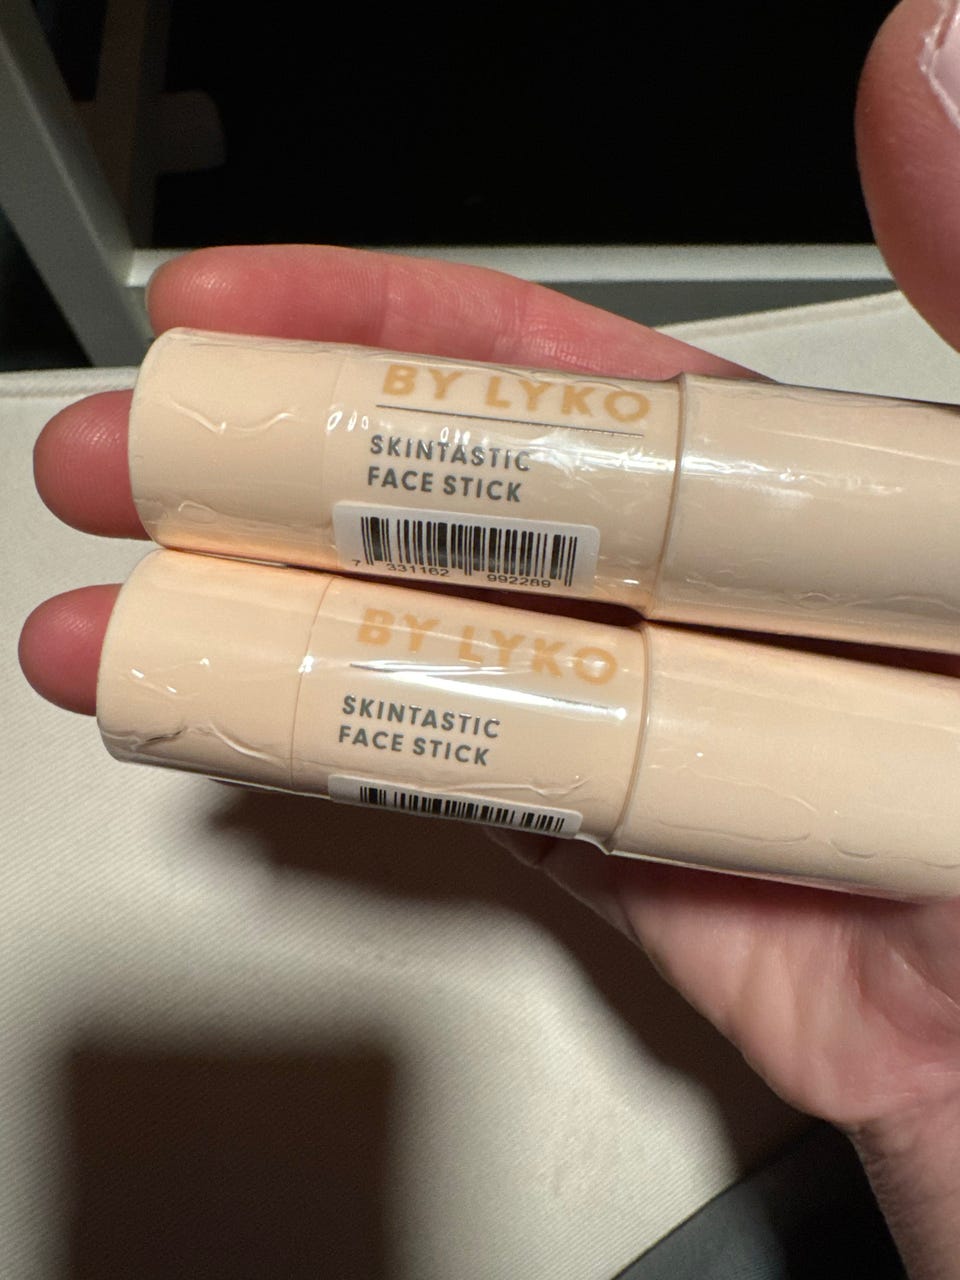 BY LYKO
SKINTASTIC
FACE STICK
7 331162 992289
BY LYKO
SKINTASTIC
FACE STICK